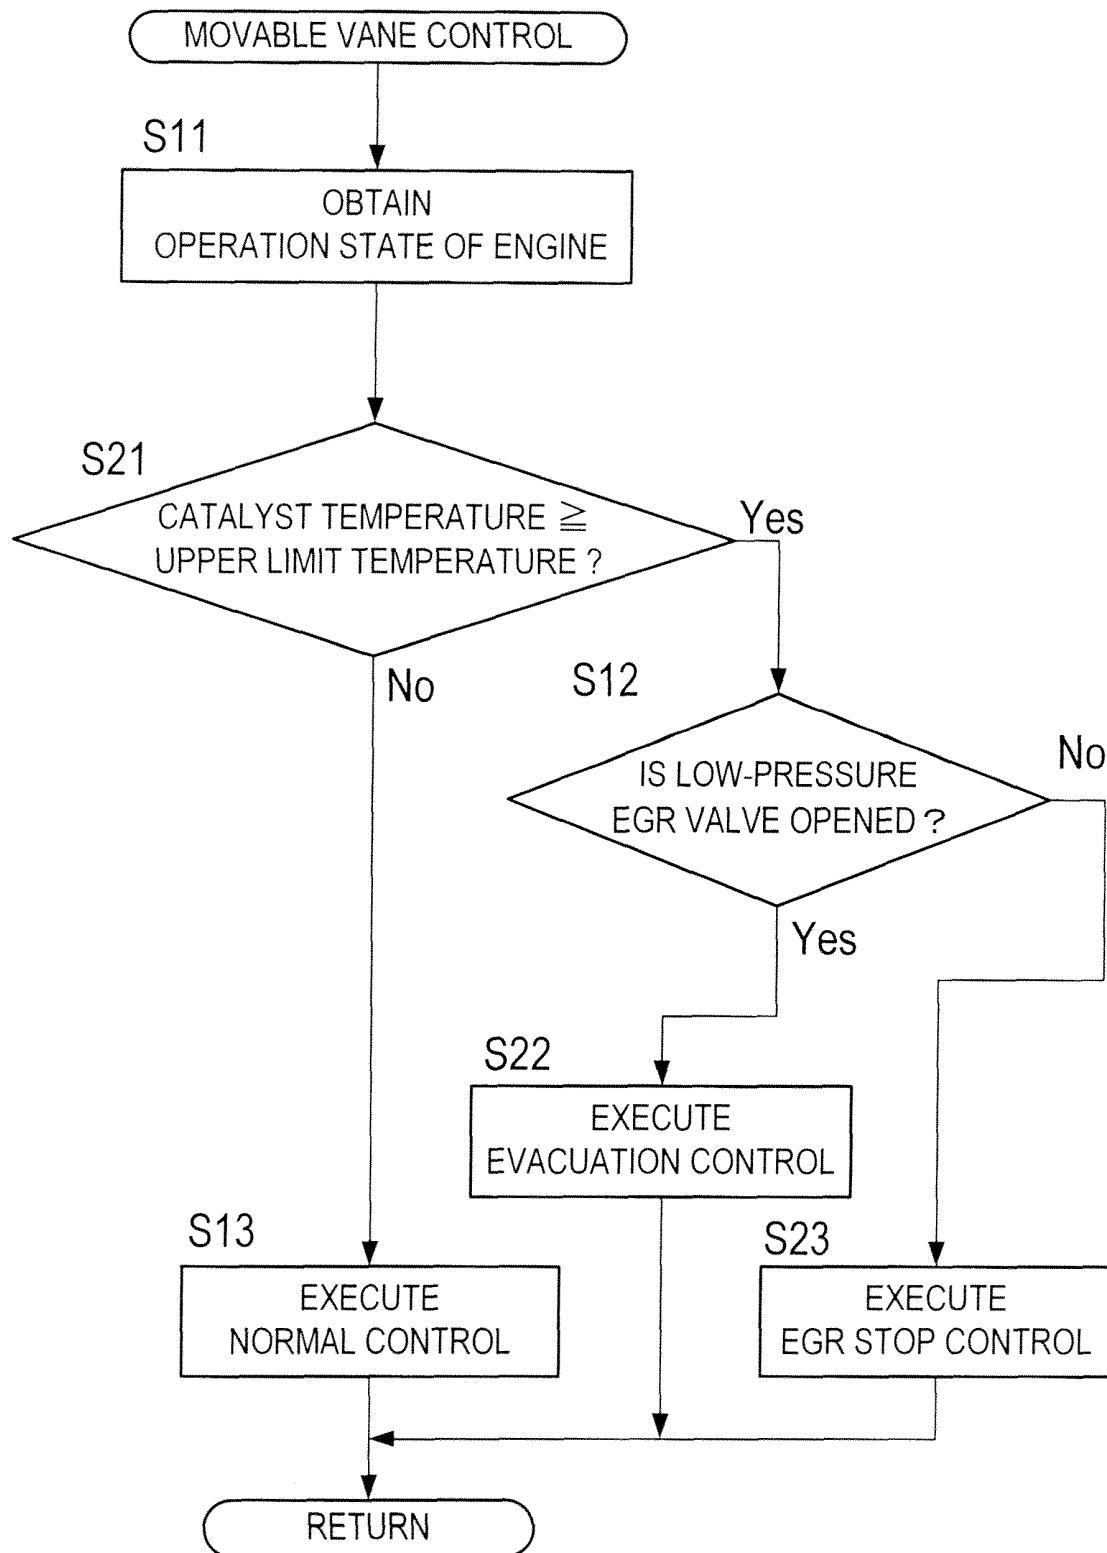 MOVABLE VANE CONTROL
S11
OBTAIN
OPERATION STATE OF ENGINE
S21
CATALYST TEMPERATURE ≧
UPPER LIMIT TEMPERATURE ?
Yes
No
S12
IS LOW-PRESSURE
EGR VALVE OPENED ?
No
Yes
S22
EXECUTE
EVACUATION CONTROL
S13
EXECUTE
NORMAL CONTROL
S23
EXECUTE
EGR STOP CONTROL
RETURN